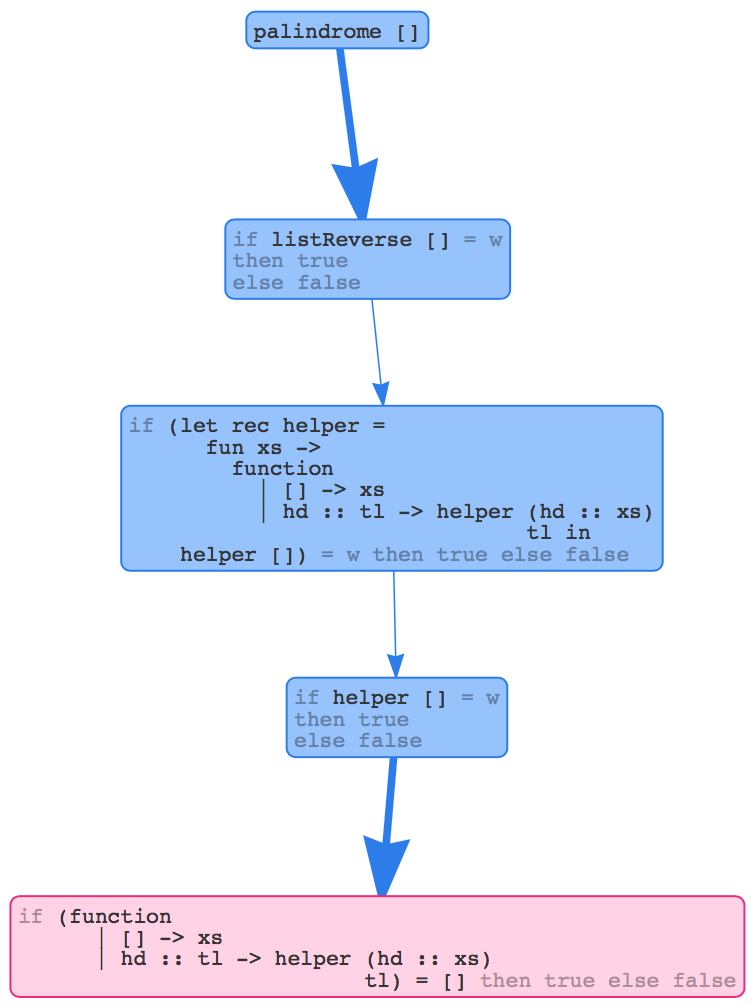 palindrome []
if listReverse [] = w
then true
else false
if (let rec helper =
fun xs ->
function
| [] -> xs
| hd :: tl -> helper (hd :: xs)
tl in
helper []) = w then true else false
if helper [] = w
then true
else false
if (function
| [] -> xs
| hd :: tl -> helper (hd :: xs)
tl) = [] then true else false